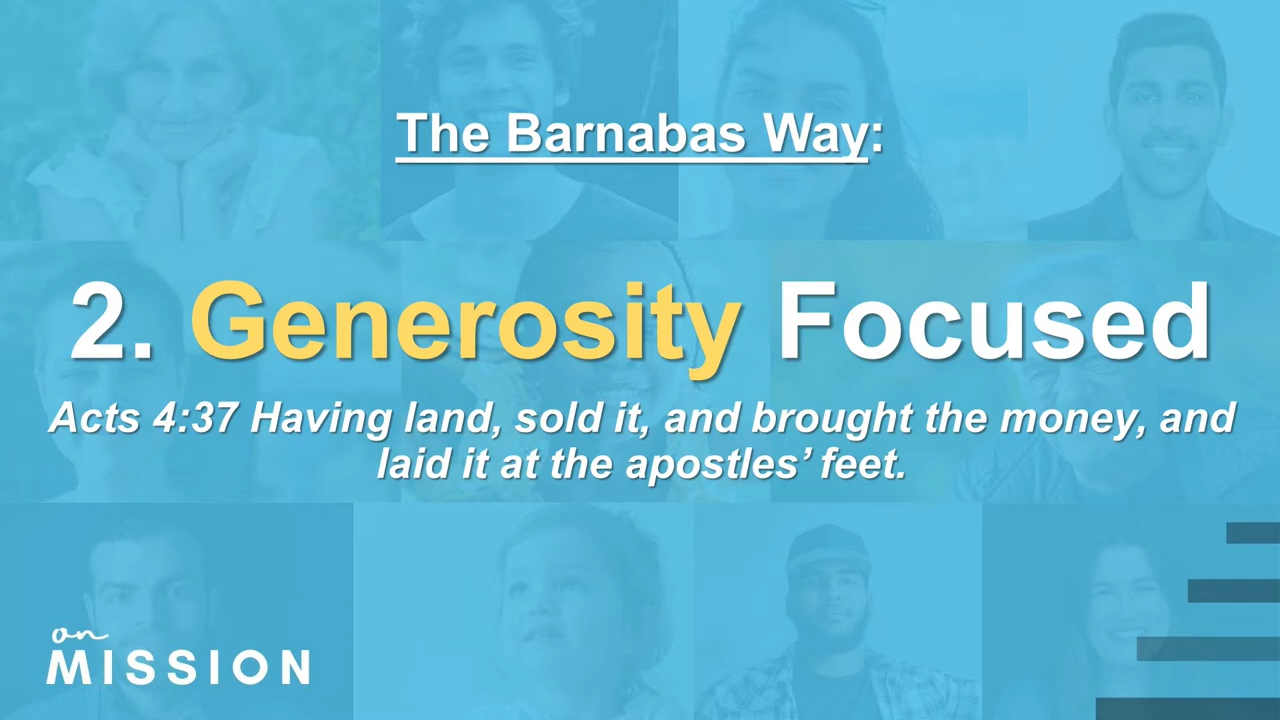 The Barnabas Way:
2. Generosity Focused
Acts 4:37 Having land, sold it, and brought the money, and
laid it at the apostles’ feet.
on
MISSION